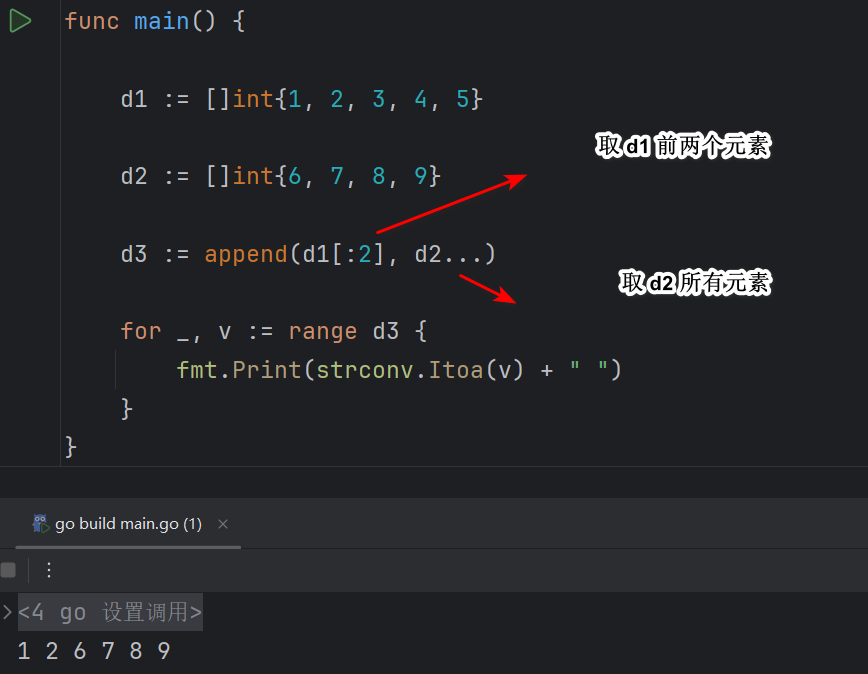 func main() {
d1 := []int{1, 2, 3, 4, 5}
取 d1 前两个元素
d2 := []int{6, 7, 8, 9}
d3 := append(d1[:2], d2...)
取 d2 所有元素
for _, v := range d3 {
fmt.Print(strconv.Itoa(v) + " ")
}
}
go build main.go (1)
<4 go 设置调用>
1 2 6 7 8 9